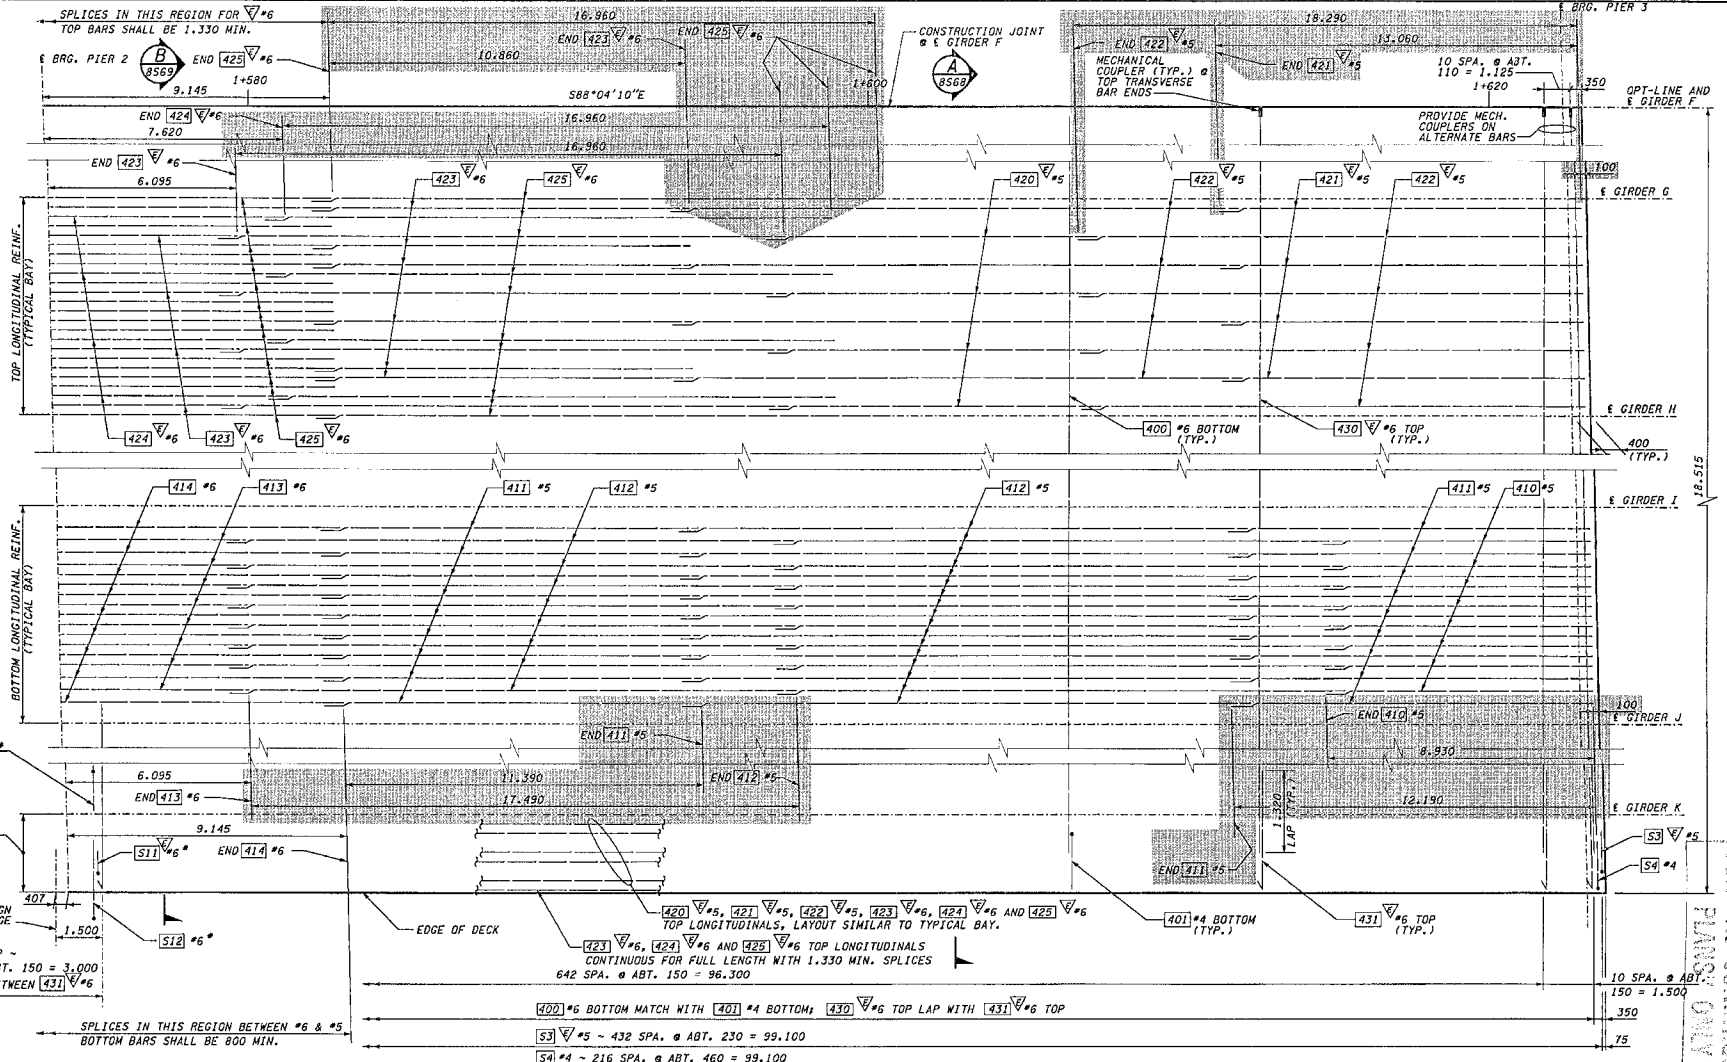 SPLICES IN THIS REGION FOR E #6
TOP BARS SHALL BE 1.330 MIN.
℄ BRG. PIER 2
B
8569
END 425 E #6
1+580
9.145
END 424 E #6
7.620
END 423 E #6
6.095
16.960
END 423 E #6
END 425 E #6
10.860
S88°04'10"E
1+600
16.960
16.960
CONSTRUCTION JOINT
@ ℄ GIRDER F
A
8568
℄ BRG. PIER 3
18.290
END 422 E #5
13.060
END 421 E #5
MECHANICAL
COUPLER (TYP.) @
TOP TRANSVERSE
BAR ENDS
10 SPA. @ ABT.
110 = 1.125
1+620
350
QPT-LINE AND
℄ GIRDER F
PROVIDE MECH.
COUPLERS ON
ALTERNATE BARS
100
423 E #6
425 E #6
420 E #5
422 E #5
421 E #5
422 E #5
℄ GIRDER G
TOP LONGITUDINAL REINF.
(TYPICAL BAY)
424 E #6
423 E #6
425 E #6
400 #6 BOTTOM
(TYP.)
430 E #6 TOP
(TYP.)
℄ GIRDER H
400
(TYP.)
18.515
414 #6
413 #6
411 #5
412 #5
412 #5
411 #5
410 #5
℄ GIRDER I
BOTTOM LONGITUDINAL REINF.
(TYPICAL BAY)
100
℄ GIRDER J
END 411 #5
END 410 #5
8.930
6.095
11.390
END 412 #5
END 413 #6
17.490
1.320
LAP (TYP.)
12.190
℄ GIRDER K
9.145
S11 E #6*
END 414 #6
END 411 #5
S3 E #5
S4 #4
407
1.500
S12 #6*
EDGE OF DECK
420 E #5, 421 E #5, 422 E #5, 423 E #6, 424 E #6 AND 425 E #6
TOP LONGITUDINALS, LAYOUT SIMILAR TO TYPICAL BAY.
401 #4 BOTTOM
(TYP.)
431 E #6 TOP
(TYP.)
423 E #6, 424 E #6 AND 425 E #6 TOP LONGITUDINALS
CONTINUOUS FOR FULL LENGTH WITH 1.330 MIN. SPLICES
642 SPA. @ ABT. 150 = 96.300
150 = 3.000
431 E #6
10 SPA. @ ABT.
150 = 1.500
400 #6 BOTTOM MATCH WITH 401 #4 BOTTOM; 430 E #6 TOP LAP WITH 431 E #6 TOP
350
SPLICES IN THIS REGION BETWEEN #6 & #5
BOTTOM BARS SHALL BE 800 MIN.
S3 E #5 ~ 432 SPA. @ ABT. 230 = 99.100
75
S4 #4 ~ 216 SPA. @ ABT. 460 = 99.100
PLANS ONLY